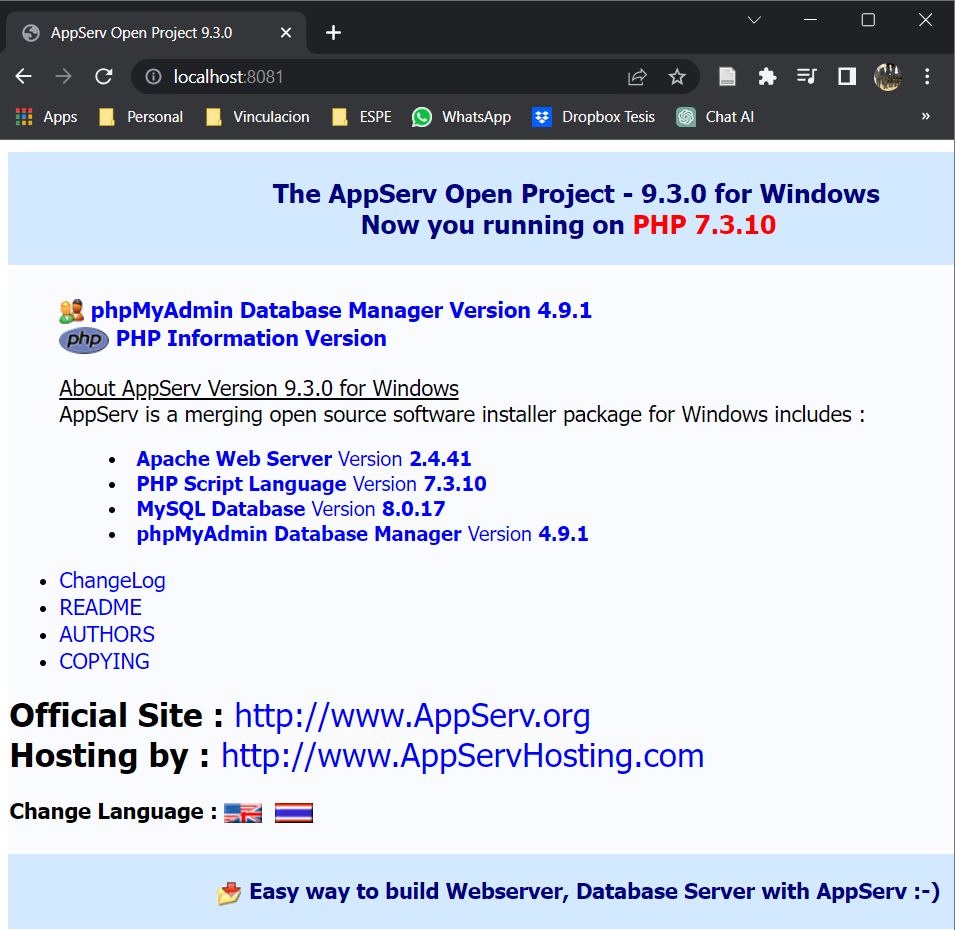 AppServ Open Project 9.3.0
localhost:8081
Apps Personal Vinculacion ESPE WhatsApp Dropbox Tesis Chat AI »
The AppServ Open Project - 9.3.0 for Windows
Now you running on PHP 7.3.10
phpMyAdmin Database Manager Version 4.9.1
php PHP Information Version
About AppServ Version 9.3.0 for Windows
AppServ is a merging open source software installer package for Windows includes :
• Apache Web Server Version 2.4.41
• PHP Script Language Version 7.3.10
• MySQL Database Version 8.0.17
• phpMyAdmin Database Manager Version 4.9.1
• ChangeLog
• README
• AUTHORS
• COPYING
Official Site : http://www.AppServ.org
Hosting by : http://www.AppServHosting.com
Change Language :
Easy way to build Webserver, Database Server with AppServ :-)